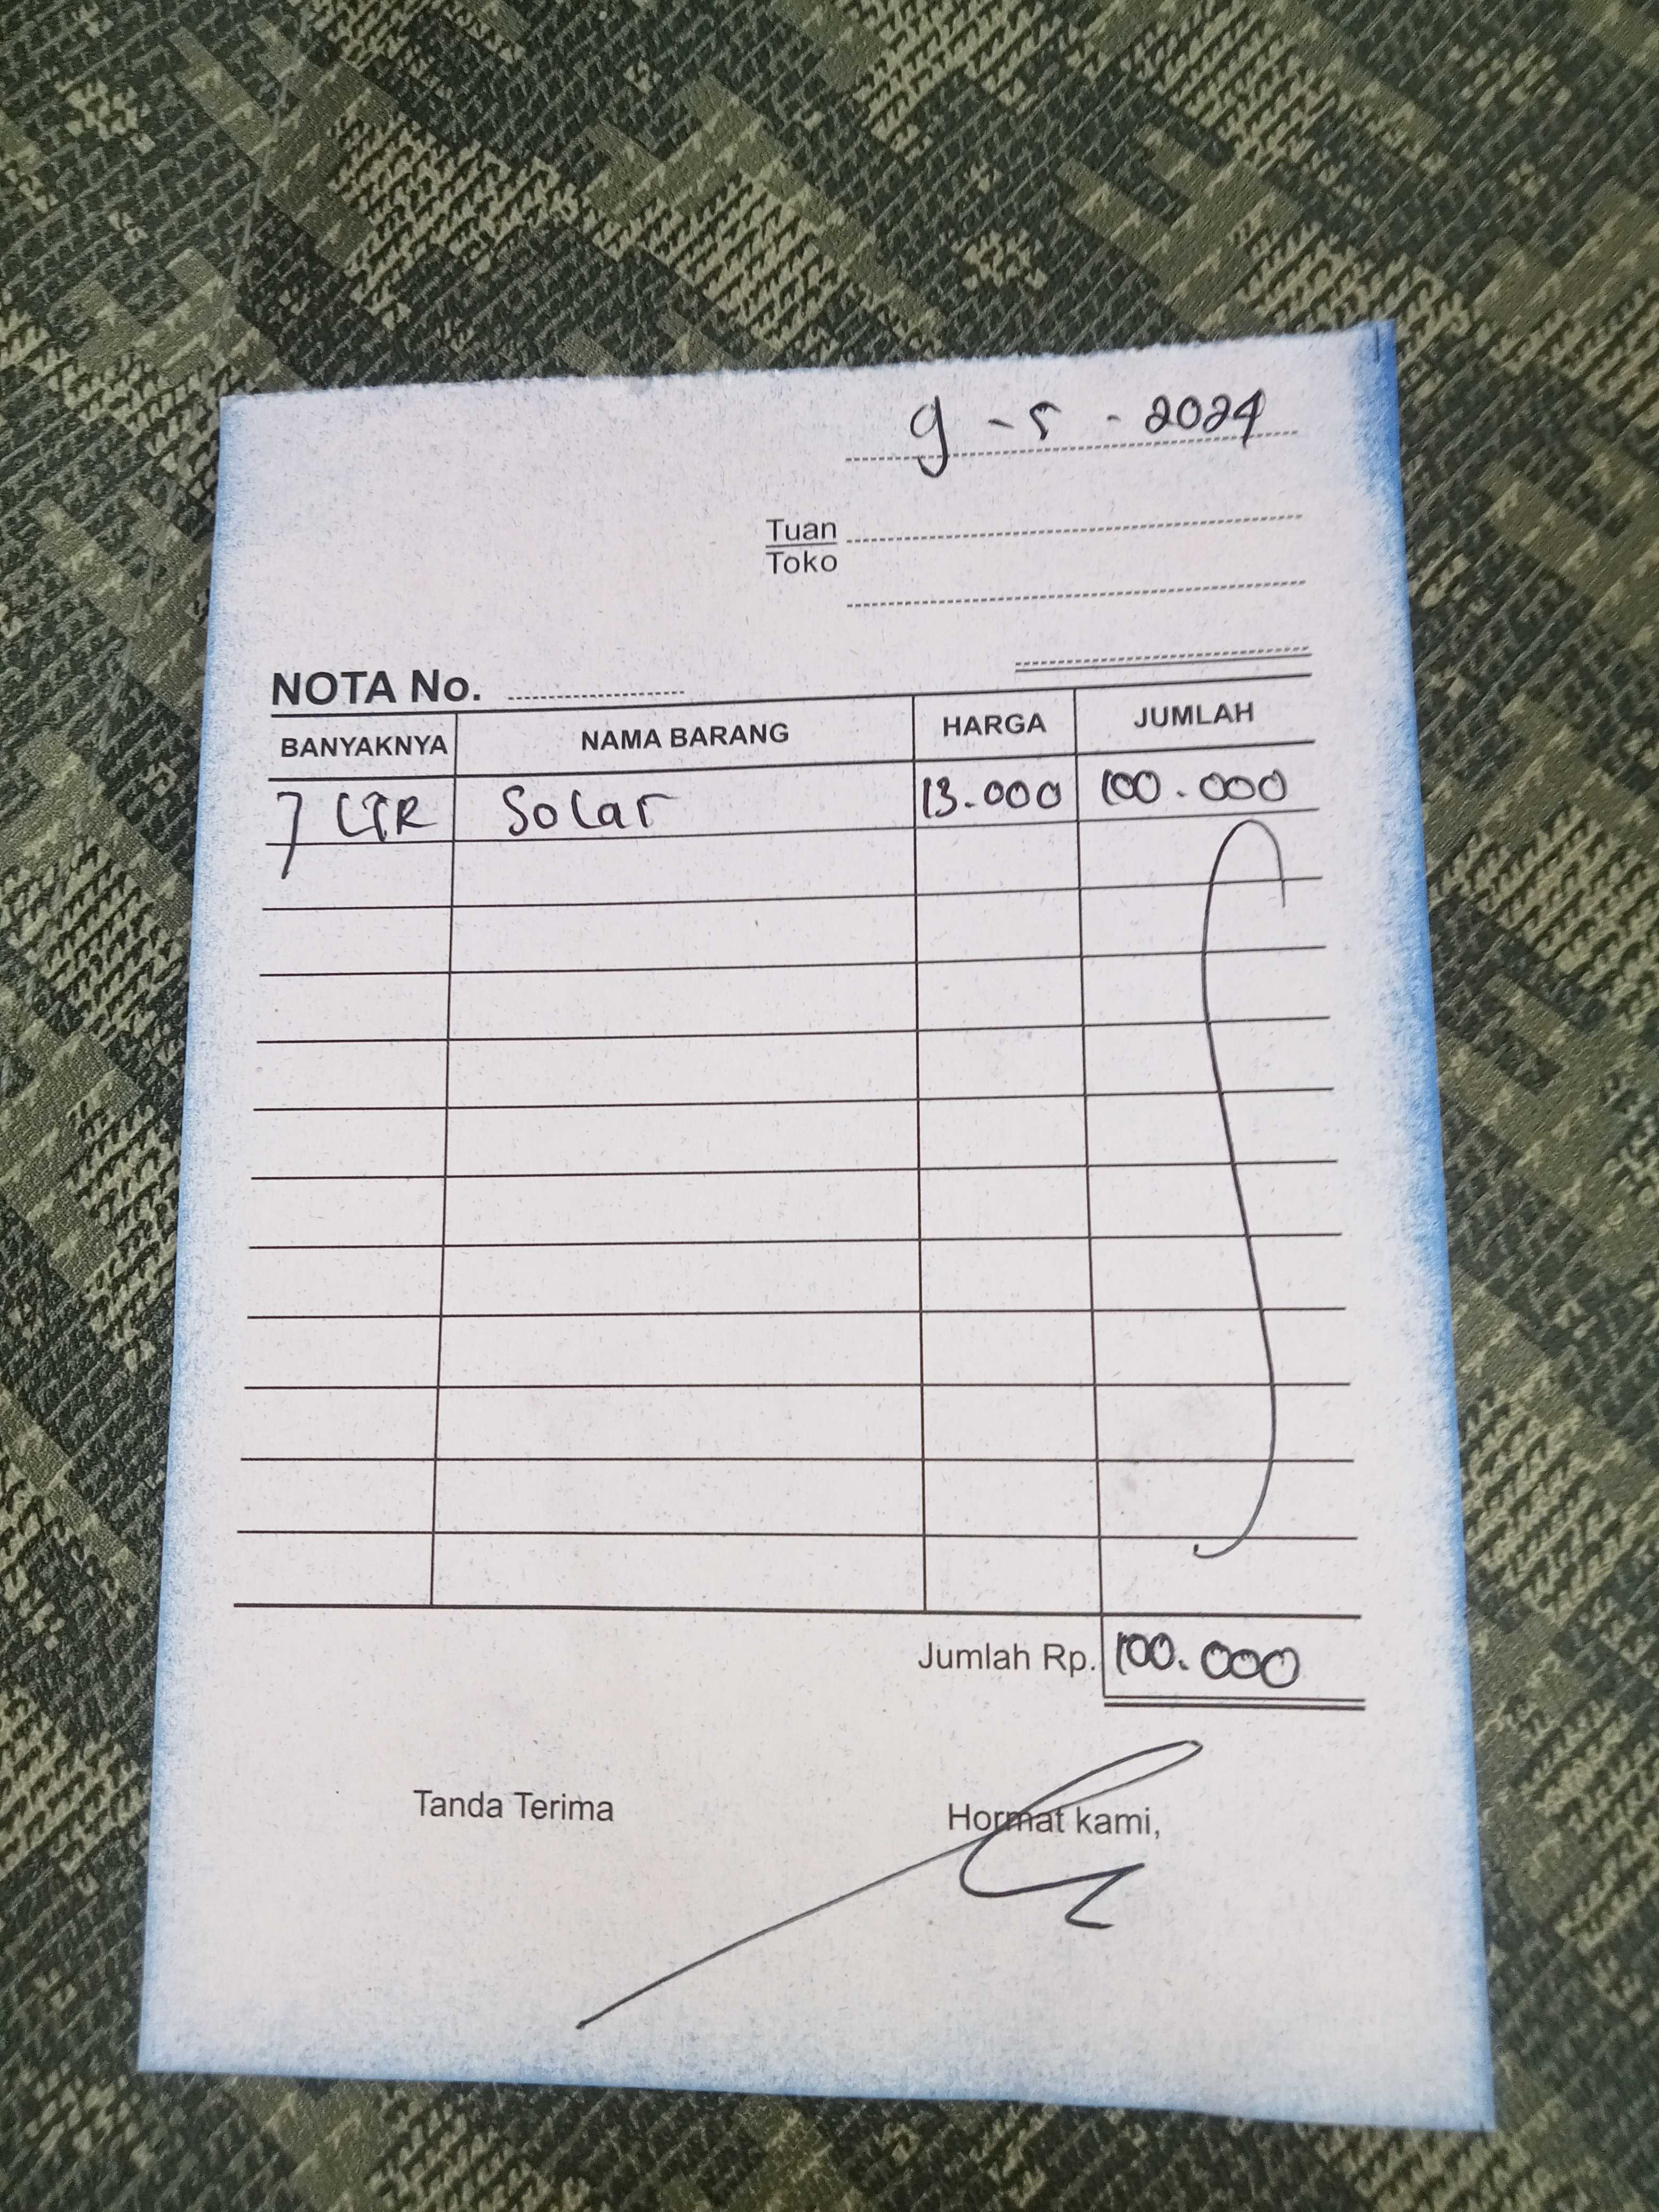 9 - 5 - 2024
Tuan
Toko
NOTA No.
BANYAKNYA NAMA BARANG HARGA JUMLAH
7 LTR Solar 13.000 100.000
Jumlah Rp. 100.000
Tanda Terima Hormat kami,